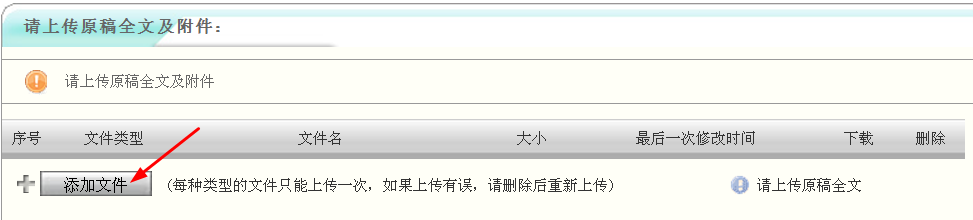 请上传原稿全文及附件：
请上传原稿全文及附件
序号 文件类型 文件名 大小 最后一次修改时间 下载 删除
添加文件 (每种类型的文件只能上传一次，如果上传有误，请删除后重新上传) 请上传原稿全文